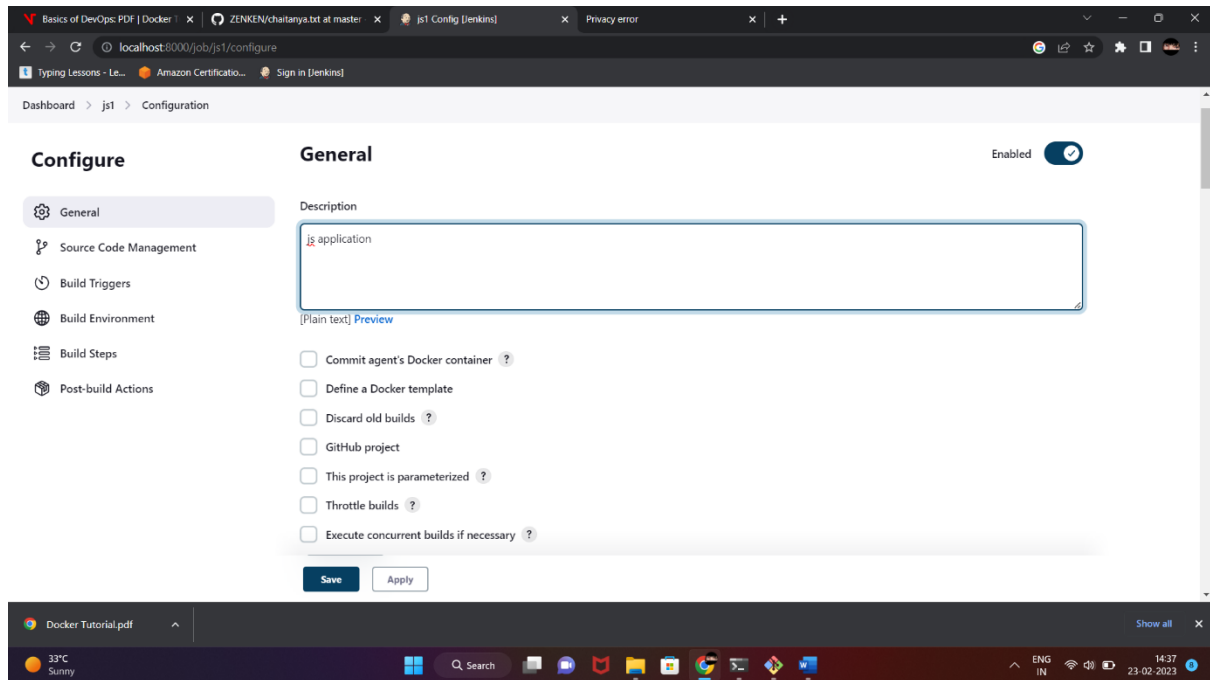 Basics of DevOps: PDF | Docker T
ZENKEN/chaitanya.txt at master
js1 Config [Jenkins]
Privacy error
localhost:8000/job/js1/configure
Typing Lessons - Le...
Amazon Certificatio...
Sign in [Jenkins]
Dashboard > js1 > Configuration
Configure
General
Source Code Management
Build Triggers
Build Environment
Build Steps
Post-build Actions
General
Enabled
Description
js application
[Plain text] Preview
Commit agent's Docker container ?
Define a Docker template
Discard old builds ?
GitHub project
This project is parameterized ?
Throttle builds ?
Execute concurrent builds if necessary ?
Save
Apply
Docker Tutorial.pdf
Show all
33°C
Sunny
Search
ENG
IN
14:37
23-02-2023
8